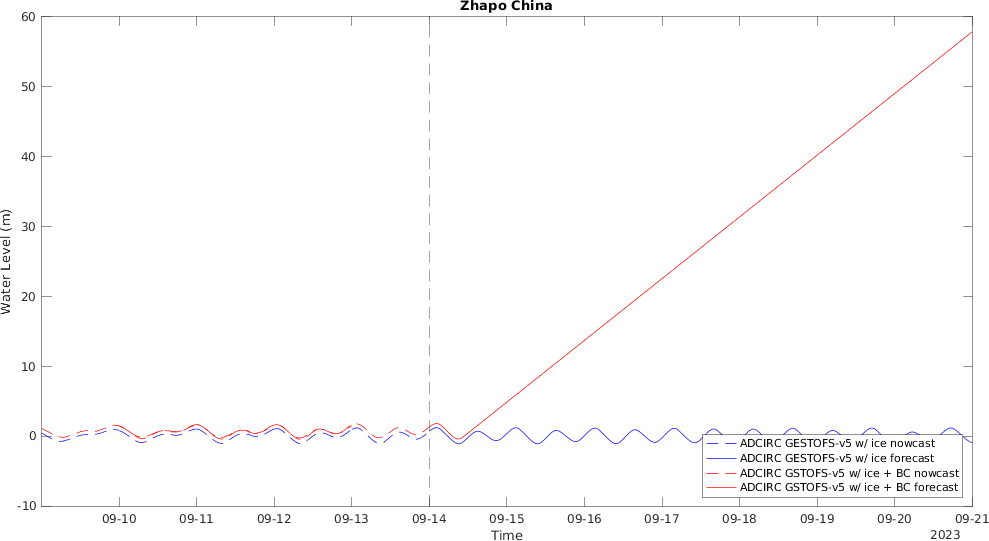 Zhapo China
60
50
40
30
20
10
0
-10
Water Level (m)
09-10 09-11 09-12 09-13 09-14 09-15 09-16 09-17 09-18 09-19 09-20 09-21
Time
2023
ADCIRC GESTOFS-v5 w/ ice nowcast
ADCIRC GESTOFS-v5 w/ ice forecast
ADCIRC GSTOFS-v5 w/ ice + BC nowcast
ADCIRC GSTOFS-v5 w/ ice + BC forecast